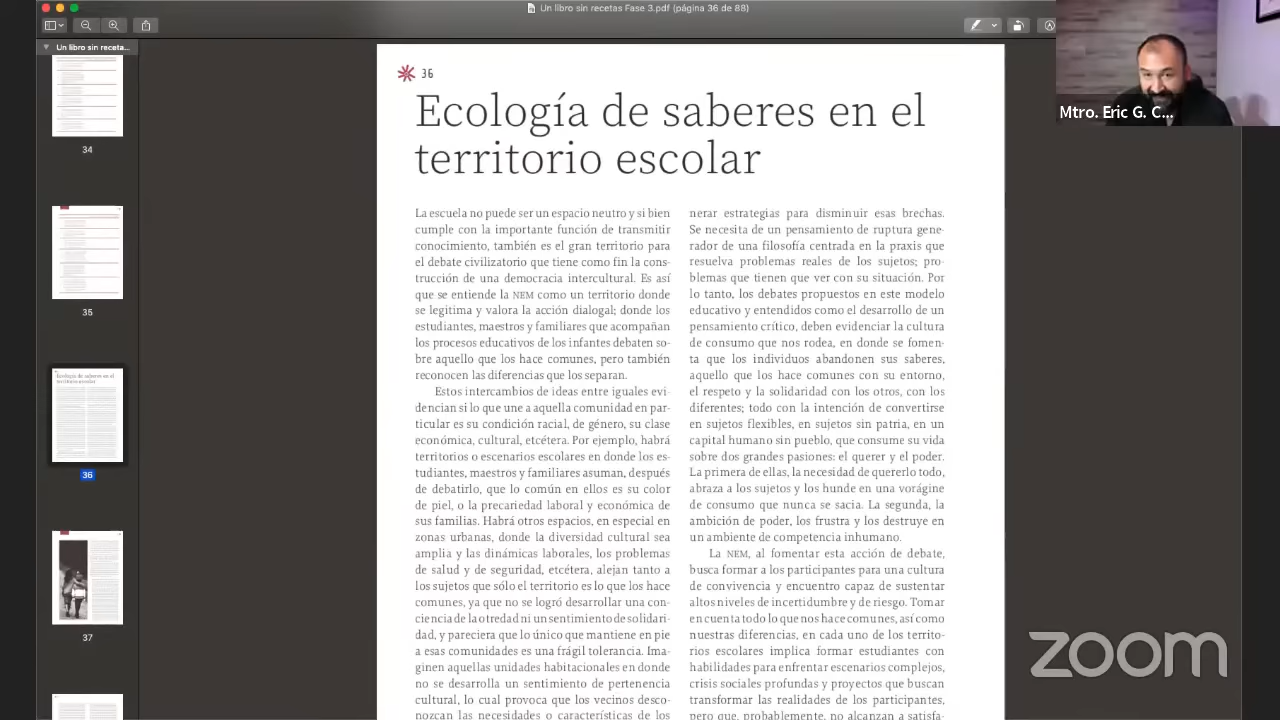 Un libro sin recetas Fase 3.pdf (página 36 de 88)
Un libro sin receta...
34
35
36
37
36
Ecología de saberes en el
territorio escolar
La escuela no puede ser un espacio neutro y si bien
cumple con la importante función de transmitir
conocimiento, también es el gran territorio para
el debate civilizatorio que tiene como fin la cons-
trucción de una democracia intercultural. Es así
que se entiende la NEM como un territorio donde
se legitima y valora la acción dialogal; donde los
estudiantes, maestros y familiares que acompañan
los procesos educativos de los infantes debaten so-
bre aquello que los hace comunes, pero también
reconocen las diferencias que los separan.
Estos intercambios de ideas entre iguales evi-
dencian si lo que une a aquella comunidad en par-
ticular es su condición racial, de género, su clase
económica, cultural, etcétera. Por ejemplo, habrá
territorios o escenarios escolares en donde los es-
tudiantes, maestros y familiares asuman, después
de debatirlo, que lo común en ellos es su color
de piel, o la precariedad laboral y económica de
sus familias. Habrá otros espacios, en especial en
zonas urbanas, donde la diversidad cultural sea
amplia y las dinámicas laborales, los problemas
de salud y de seguridad, etcétera, alejan tanto a
los sujetos que sólo el territorio es lo que los hace
comunes, ya que no se logró desarrollar una con-
ciencia de la otredad ni un sentimiento de solidari-
dad, y pareciera que lo único que mantiene en pie
a esas comunidades es una frágil tolerancia. Ima-
ginen aquellas unidades habitacionales en donde
no se desarrolla un sentimiento de pertenencia
cultural, lo cual provoca que los vecinos desco-
nozcan las necesidades o características de los
nerar estrategias para disminuir esas brechas.
Se necesita de un pensamiento de ruptura gene-
rador de una filosofía centrada en la praxis que
resuelva problemas reales de los sujetos; pro-
blemas que tienen que ver con su situación. Por
lo tanto, los debates propuestos en este modelo
educativo y entendidos como el desarrollo de un
pensamiento crítico, deben evidenciar la cultura
de consumo que nos rodea, en donde se fomen-
ta que los individuos abandonen sus saberes,
aquello que los hace comunes con su entorno,
el respeto y la solidaridad con los otros, con los
diferentes; todo con la intención de convertirse
en sujetos flexibles, en sujetos sin patria, en un
capital humano sin pueblo, que consume su vida
sobre dos grandes pasiones: el querer y el poder.
La primera de ellas, la necesidad de quererlo todo,
abraza a los sujetos y los hunde en una vorágine
de consumo que nunca se sacia. La segunda, la
ambición de poder, los frustra y los destruye en
un ambiente de competencia inhumano.
La NEM, al fomentar esta acción de debate,
busca formar a los participantes para una cultura
de convivencia y encuentro capaz de sustentar
altos niveles de incertidumbre y de riesgo. Tomar
en cuenta todo lo que nos hace comunes, así como
nuestras diferencias, en cada uno de los territo-
rios escolares implica formar estudiantes con
habilidades para enfrentar escenarios complejos,
crisis sociales profundas y proyectos que buscan
transformar las realidades de los participantes,
pero que, probablemente, no alcanzan a satisfa-
Mtro. Eric G. C...
zoom